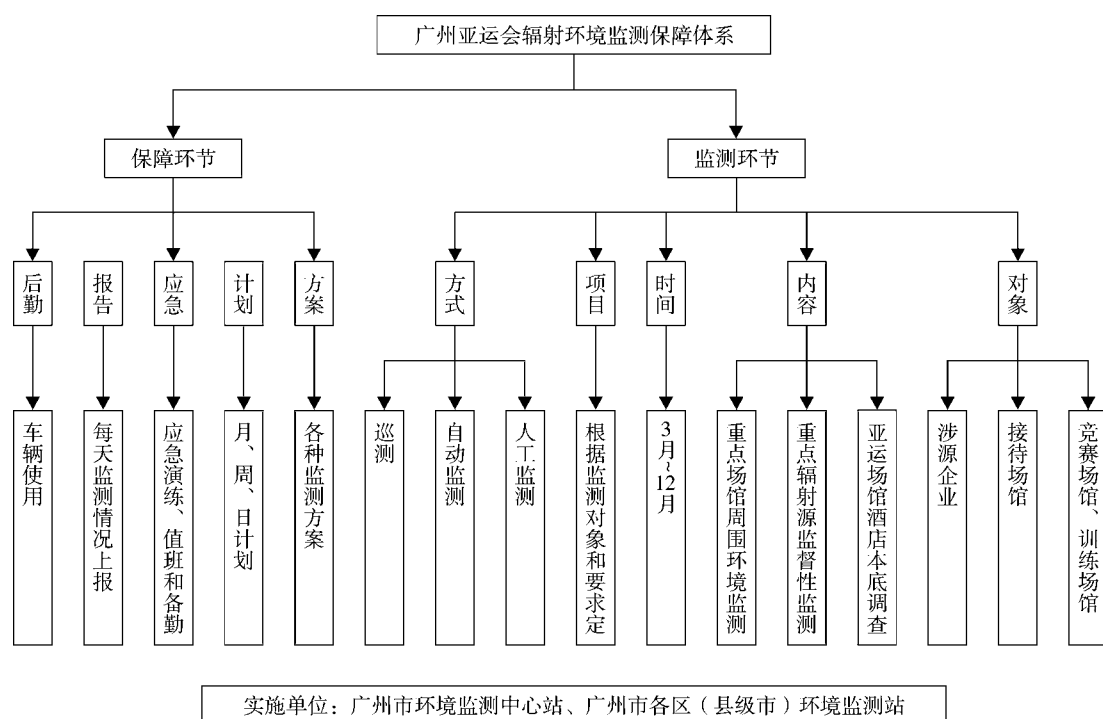 广州亚运会辐射环境监测保障体系
保障环节
监测环节
后勤
报告
应急
计划
方案
方式
项目
时间
内容
对象
车辆使用
每天监测情况上报
应急演练、值班和备勤
月、周、日计划
各种监测方案
巡测
自动监测
人工监测
根据监测对象和要求定
3月~12月
重点场馆周围环境监测
重点辐射源监督性监测
亚运场馆酒店本底调查
涉源企业
接待场馆
竞赛场馆、训练场馆
实施单位：广州市环境监测中心站、广州市各区（县级市）环境监测站